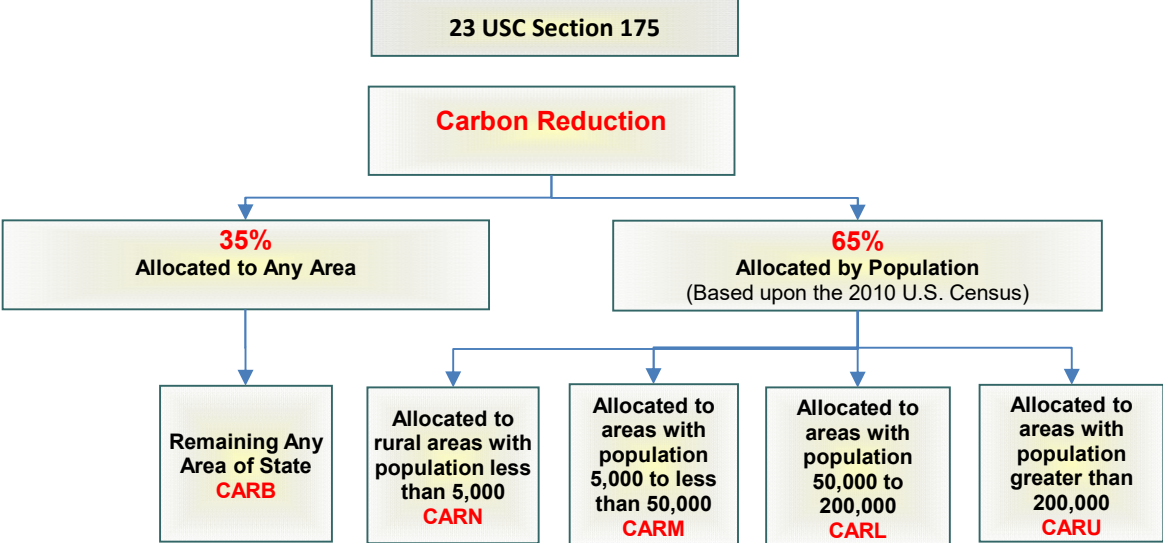 23 USC Section 175
Carbon Reduction
35%
Allocated to Any Area
65%
Allocated by Population
(Based upon the 2010 U.S. Census)
Remaining Any
Area of State
CARB
Allocated to
rural areas with
population less
than 5,000
CARN
Allocated to
areas with
population
5,000 to less
than 50,000
CARM
Allocated to
areas with
population
50,000 to
200,000
CARL
Allocated to
areas with
population
greater than
200,000
CARU